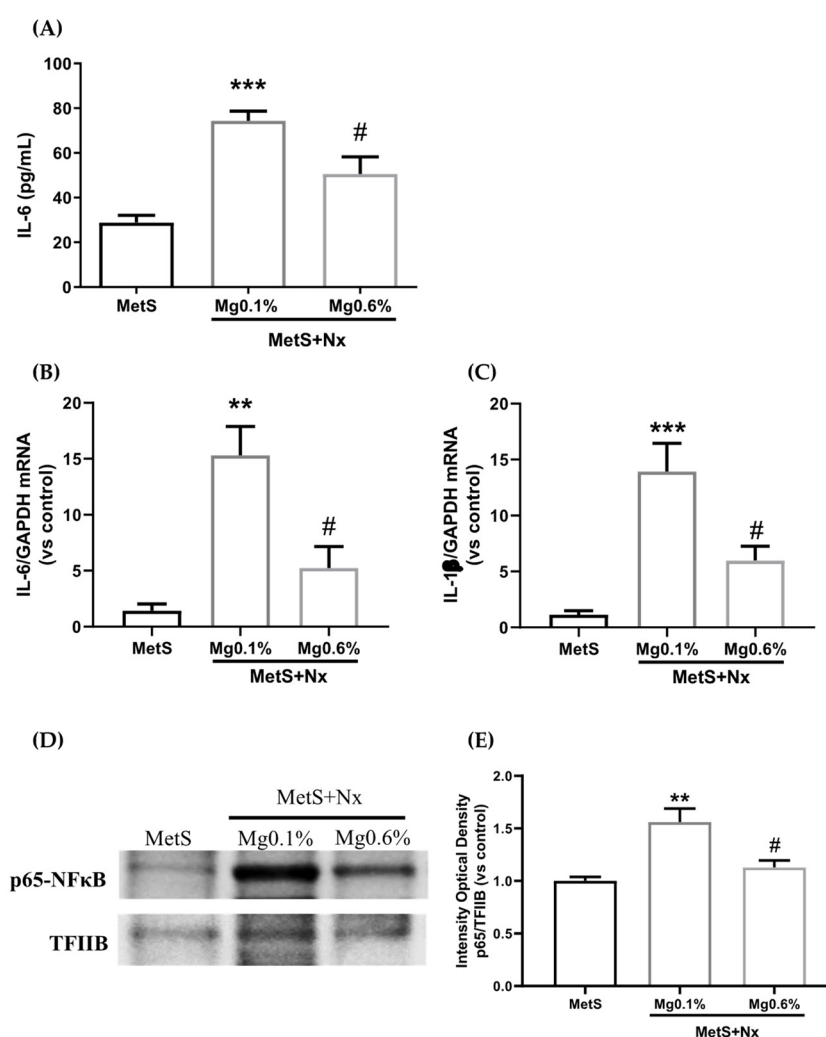 (A)
100
80
60
40
20
0
IL-6 (pg/mL)
***
#
MetS
Mg0.1%
Mg0.6%
MetS+Nx
(B)
20
15
10
5
0
IL-6/GAPDH mRNA
(vs control)
**
#
MetS
Mg0.1%
Mg0.6%
MetS+Nx
(C)
20
15
10
5
0
IL-1β/GAPDH mRNA
(vs control)
***
#
MetS
Mg0.1%
Mg0.6%
MetS+Nx
(D)
MetS+Nx
MetS
Mg0.1%
Mg0.6%
p65-NFκB
TFIIB
(E)
2.0
1.5
1.0
0.5
0.0
Intensity Optical Density
p65/TFIIB (vs control)
**
#
MetS
Mg0.1%
Mg0.6%
MetS+Nx